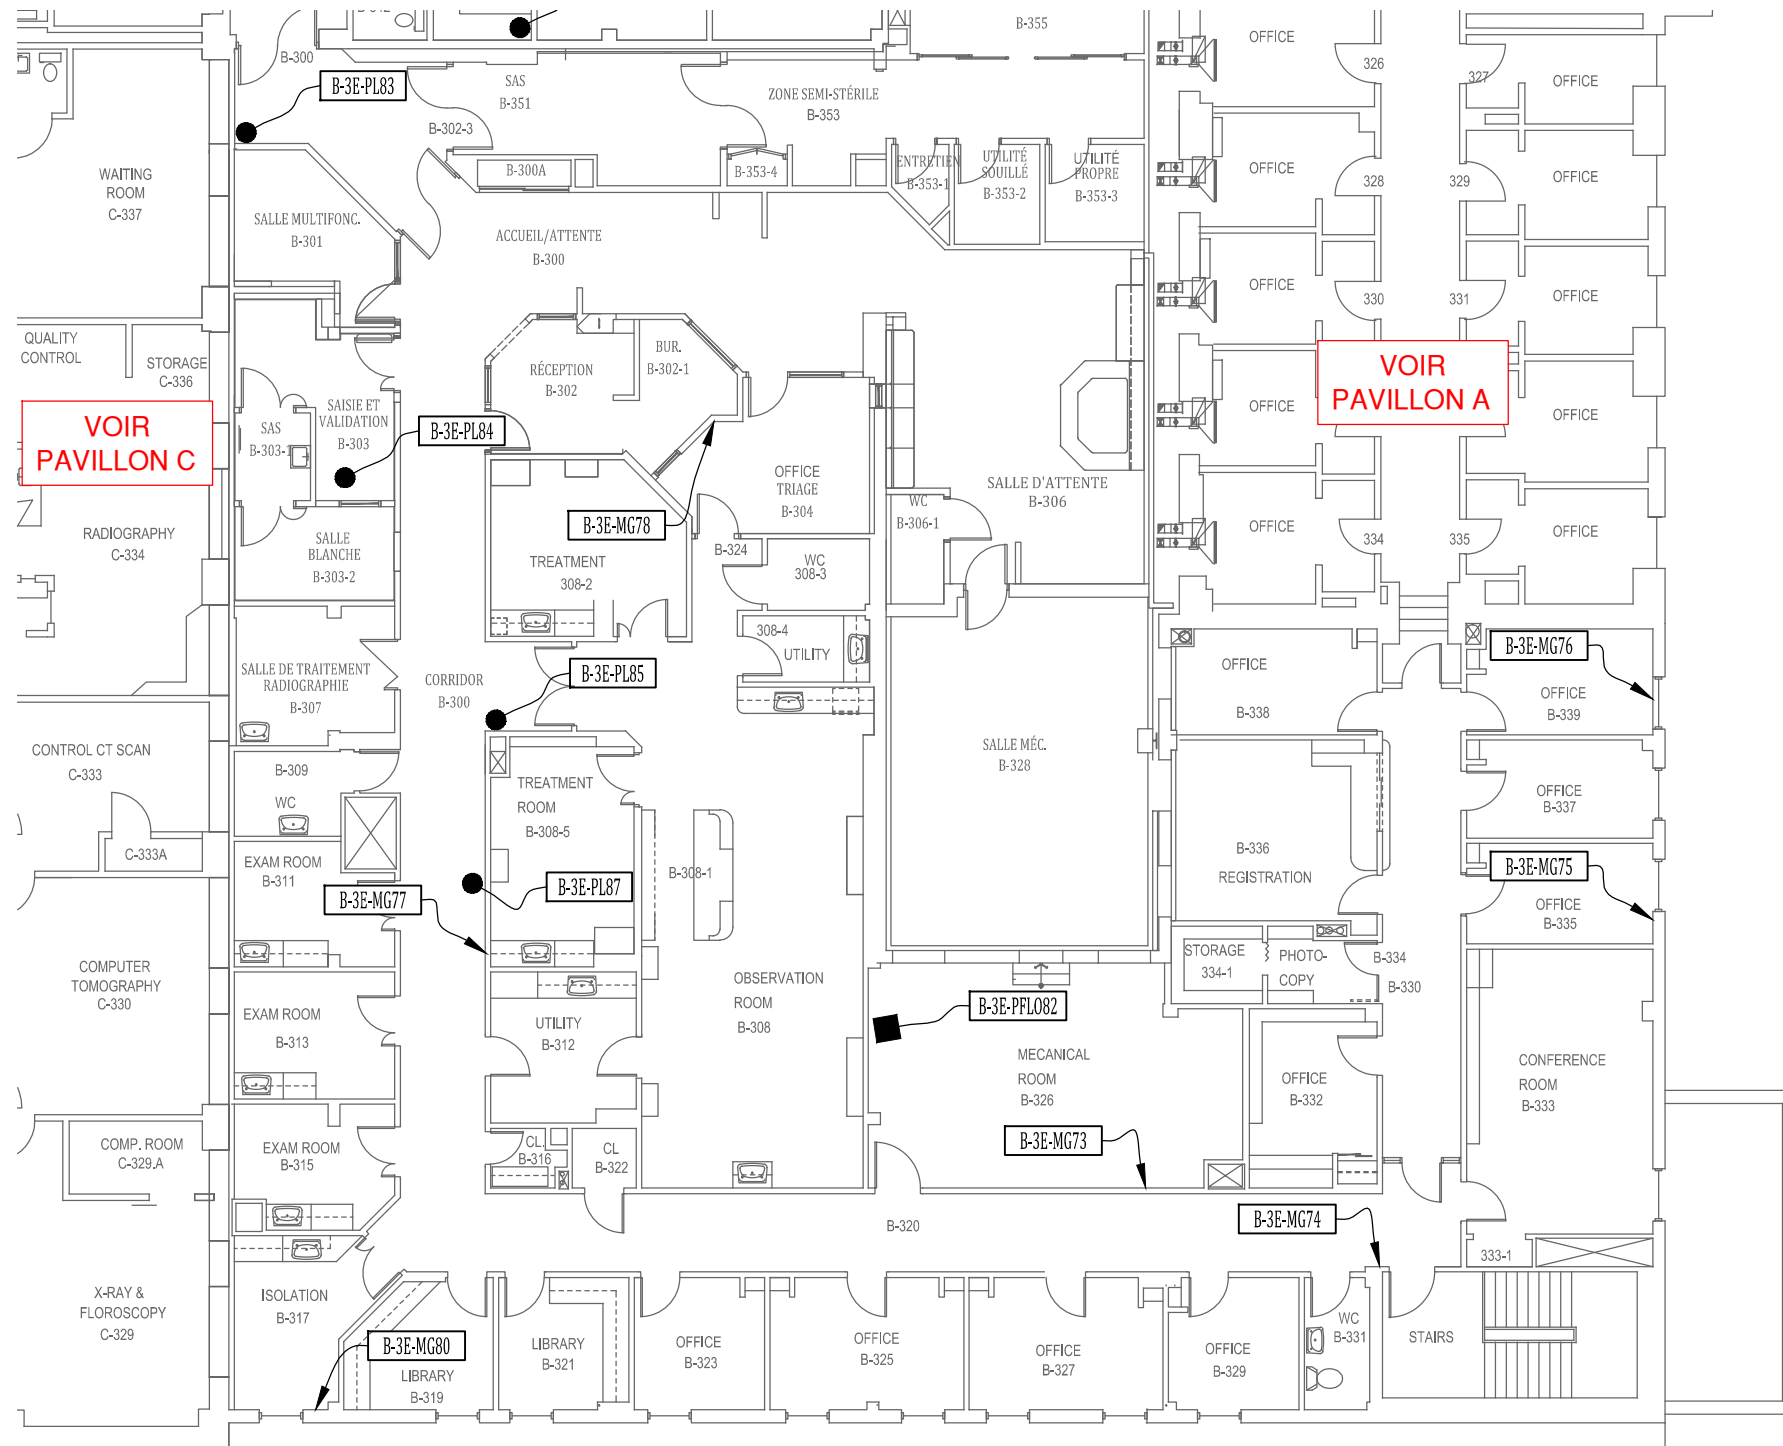 B-355
OFFICE
B-300
326
327
OFFICE
B-3E-PL83
SAS
B-351
ZONE SEMI-STÉRILE
B-353
B-302-3
WAITING
ROOM
C-337
B-300A
B-353-4
ENTRETIEN
B-353-1
UTILITÉ
SOUILLÉ
B-353-2
UTILITÉ
PROPRE
B-353-3
OFFICE
328
329
OFFICE
SALLE MULTIFONC.
B-301
ACCUEIL/ATTENTE
B-300
OFFICE
330
331
OFFICE
QUALITY
CONTROL
STORAGE
C-336
RÉCEPTION
B-302
BUR.
B-302-1
VOIR
PAVILLON A
VOIR
PAVILLON C
SAS
B-303-1
SAISIE ET
VALIDATION
B-303
B-3E-PL84
OFFICE
OFFICE
OFFICE
TRIAGE
B-304
SALLE D'ATTENTE
B-306
WC
B-306-1
B-3E-MG78
RADIOGRAPHY
C-334
SALLE
BLANCHE
B-303-2
TREATMENT
308-2
B-324
WC
308-3
OFFICE
334
335
OFFICE
308-4
UTILITY
SALLE DE TRAITEMENT
RADIOGRAPHIE
B-307
CORRIDOR
B-300
B-3E-PL85
OFFICE
B-338
B-3E-MG76
OFFICE
B-339
CONTROL CT SCAN
C-333
B-309
WC
TREATMENT
ROOM
B-308-5
SALLE MÉC.
B-328
OFFICE
B-337
C-333A
EXAM ROOM
B-311
B-3E-PL87
B-3E-MG77
B-308-1
B-336
REGISTRATION
B-3E-MG75
OFFICE
B-335
COMPUTER
TOMOGRAPHY
C-330
OBSERVATION
ROOM
B-308
STORAGE
334-1
PHOTO-
COPY
B-334
B-330
EXAM ROOM
B-313
UTILITY
B-312
B-3E-PFL082
MECANICAL
ROOM
B-326
OFFICE
B-332
CONFERENCE
ROOM
B-333
COMP. ROOM
C-329.A
EXAM ROOM
B-315
CL.
B-316
CL
B-322
B-3E-MG73
B-320
B-3E-MG74
333-1
X-RAY &
FLOROSCOPY
C-329
ISOLATION
B-317
B-3E-MG80
LIBRARY
B-319
LIBRARY
B-321
OFFICE
B-323
OFFICE
B-325
OFFICE
B-327
OFFICE
B-329
WC
B-331
STAIRS